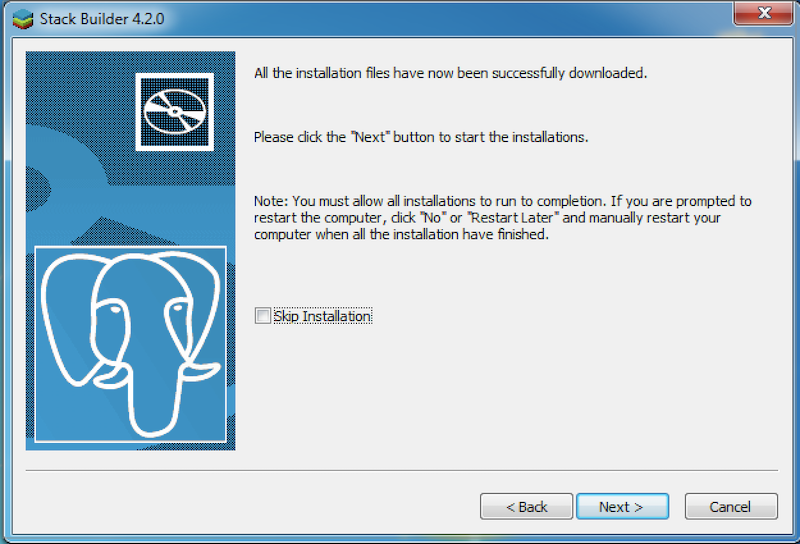 Stack Builder 4.2.0
All the installation files have now been successfully downloaded.
Please click the "Next" button to start the installations.
Note: You must allow all installations to run to completion. If you are prompted to
restart the computer, click "No" or "Restart Later" and manually restart your
computer when all the installation have finished.
Skip Installation
< Back
Next >
Cancel